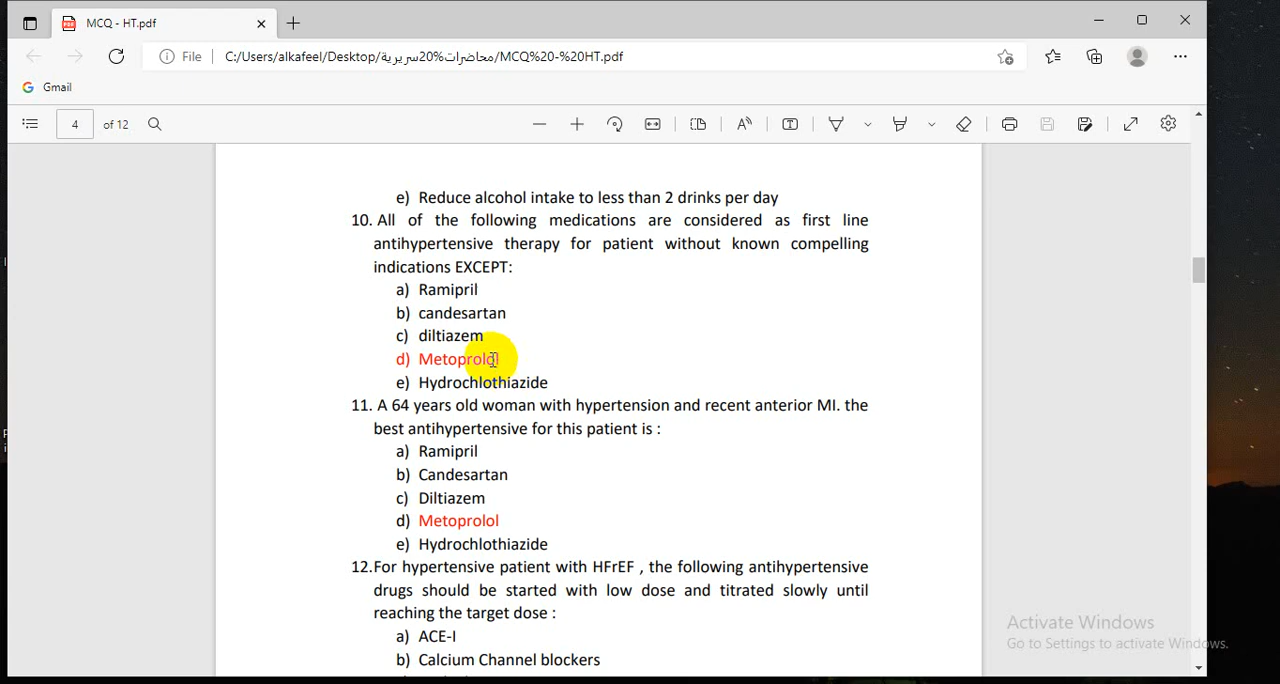 MCQ - HT.pdf
File
C:/Users/alkafeel/Desktop/محاضرات%20سريرية/MCQ%20-%20HT.pdf
Gmail
4 of 12
e) Reduce alcohol intake to less than 2 drinks per day
10. All of the following medications are considered as first line
antihypertensive therapy for patient without known compelling
indications EXCEPT:
a) Ramipril
b) candesartan
c) diltiazem
d) Metoprolol
e) Hydrochlothiazide
11. A 64 years old woman with hypertension and recent anterior MI. the
best antihypertensive for this patient is :
a) Ramipril
b) Candesartan
c) Diltiazem
d) Metoprolol
e) Hydrochlothiazide
12.For hypertensive patient with HFrEF , the following antihypertensive
drugs should be started with low dose and titrated slowly until
reaching the target dose :
a) ACE-I
b) Calcium Channel blockers
Activate Windows
Go to Settings to activate Windows.